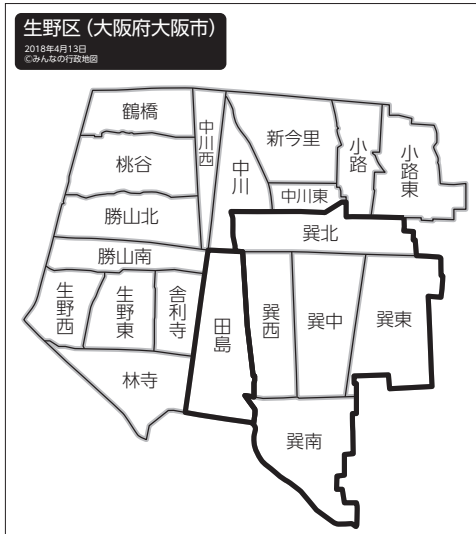 生野区（大阪府大阪市）
2018年4月13日
©みんなの行政地図
鶴橋
中川西
新今里
小路
小路東
桃谷
中川
中川東
勝山北
巽北
勝山南
生野西
生野東
舎利寺
田島
巽西
巽中
巽東
林寺
巽南